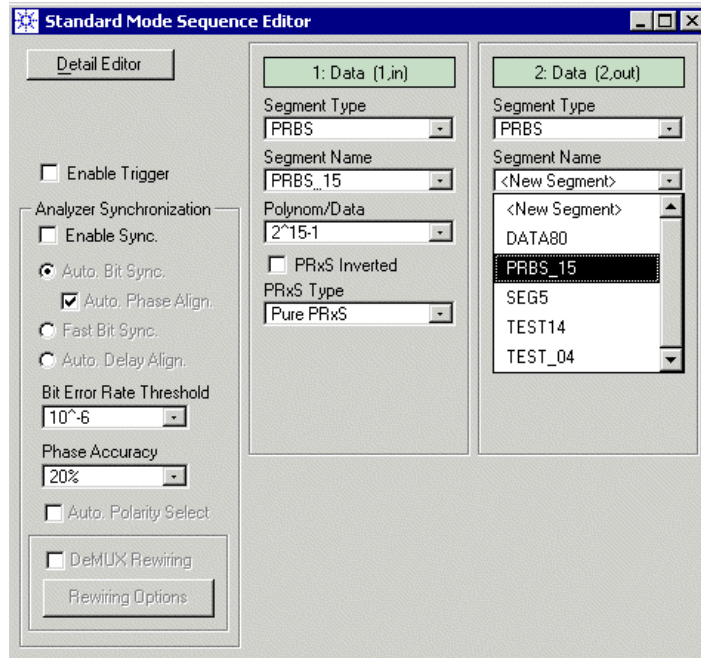 Standard Mode Sequence Editor
Detail Editor
Enable Trigger
Analyzer Synchronization
Enable Sync.
Auto. Bit Sync.
Auto. Phase Align.
Fast Bit Sync.
Auto. Delay Align.
Bit Error Rate Threshold
10^-6
Phase Accuracy
20%
Auto. Polarity Select
DeMUX Rewiring
Rewiring Options
1: Data (1,in)
Segment Type
PRBS
Segment Name
PRBS_15
Polynom/Data
2^15-1
PRxS Inverted
PRxS Type
Pure PRxS
2: Data (2,out)
Segment Type
PRBS
Segment Name
<New Segment>
<New Segment>
DATA80
PRBS_15
SEG5
TEST14
TEST_04